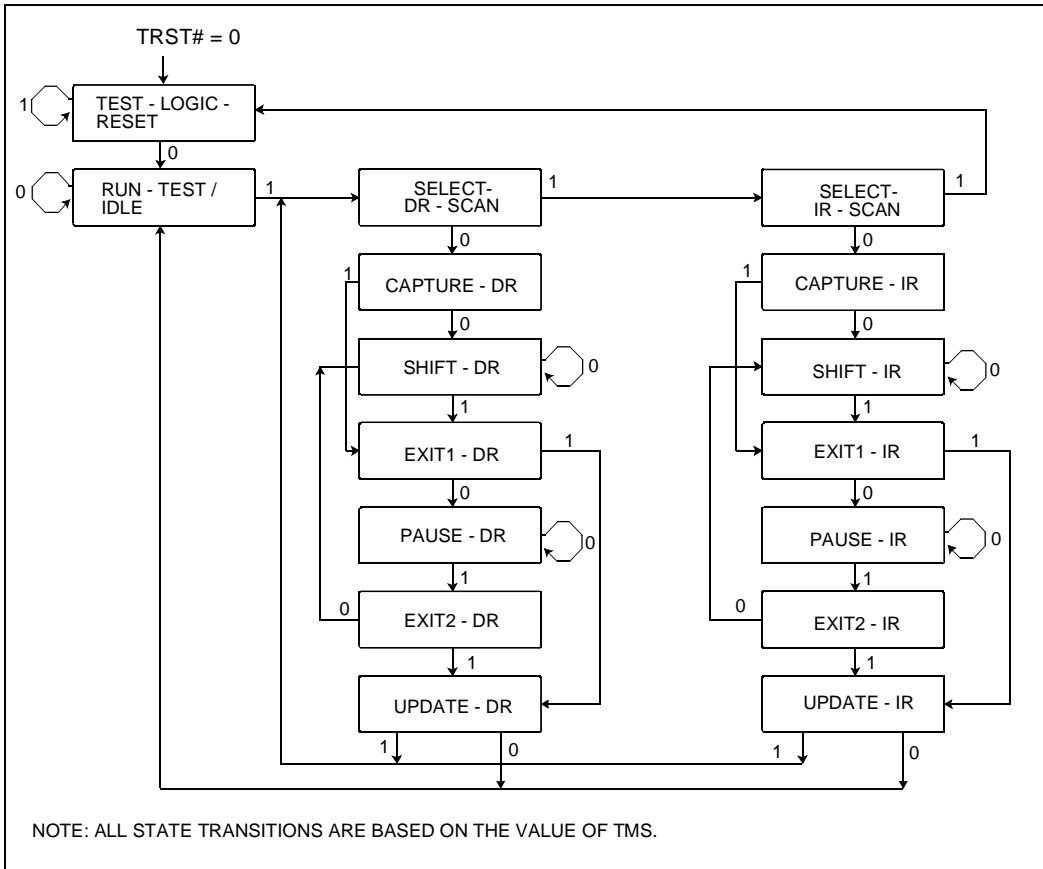 TRST# = 0
1
TEST - LOGIC -
RESET
0
0
RUN - TEST /
IDLE
1
SELECT-
DR - SCAN
1
SELECT-
IR - SCAN
1
0
0
1
CAPTURE - DR
1
CAPTURE - IR
0
0
SHIFT - DR
0
SHIFT - IR
0
1
1
EXIT1 - DR
1
EXIT1 - IR
1
0
0
PAUSE - DR
0
PAUSE - IR
0
1
1
0
EXIT2 - DR
0
EXIT2 - IR
1
1
UPDATE - DR
UPDATE - IR
1
0
1
0
NOTE: ALL STATE TRANSITIONS ARE BASED ON THE VALUE OF TMS.